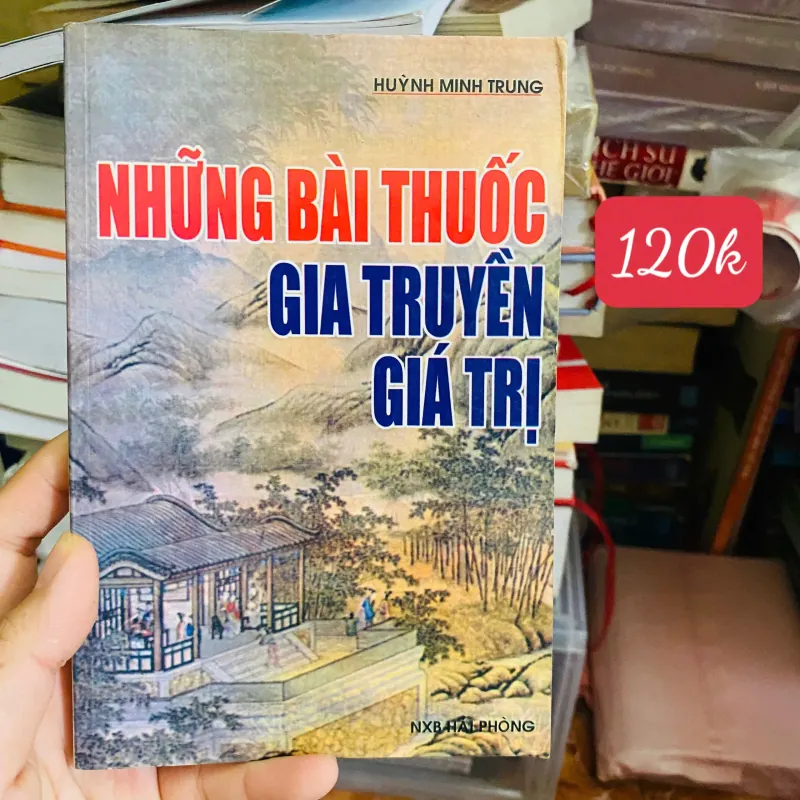 HUỲNH MINH TRUNG
NHỮNG BÀI THUỐC
GIA TRUYỀN
GIÁ TRỊ
NXB HẢI PHÒNG
120k